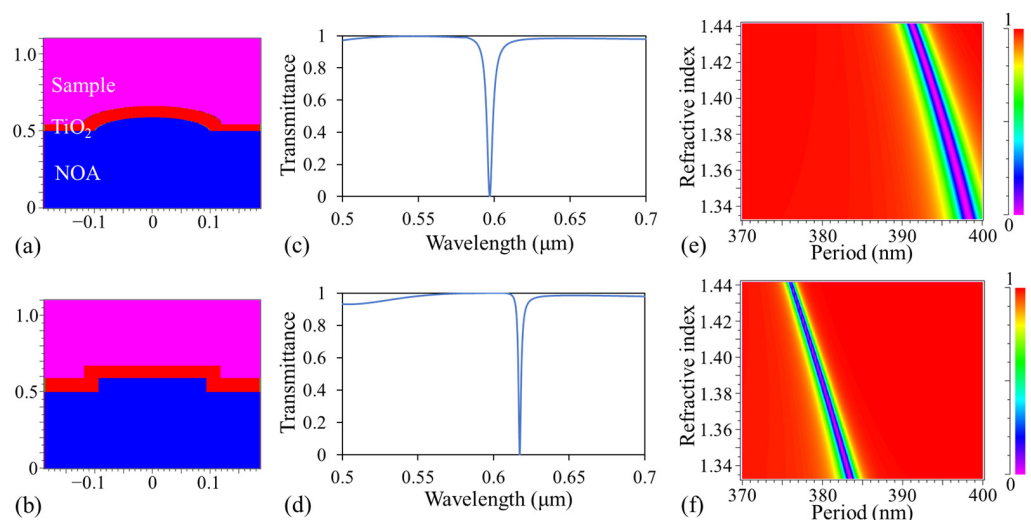 1.0
Sample
0.5
TiO₂
NOA
0
−0.1 0 0.1
(a)
1
0.8
0.6
0.4
0.2
0
Transmittance
0.5 0.55 0.6 0.65 0.7
Wavelength (μm)
(c)
1.44
1.42
1.40
1.38
1.36
1.34
Refractive index
370 380 390 400
Period (nm)
(e)
1
0
1.0
0.5
0
−0.1 0 0.1
(b)
1
0.8
0.6
0.4
0.2
0
Transmittance
0.5 0.55 0.6 0.65 0.7
Wavelength (μm)
(d)
1.44
1.42
1.40
1.38
1.36
1.34
Refractive index
370 380 390 400
Period (nm)
(f)
1
0